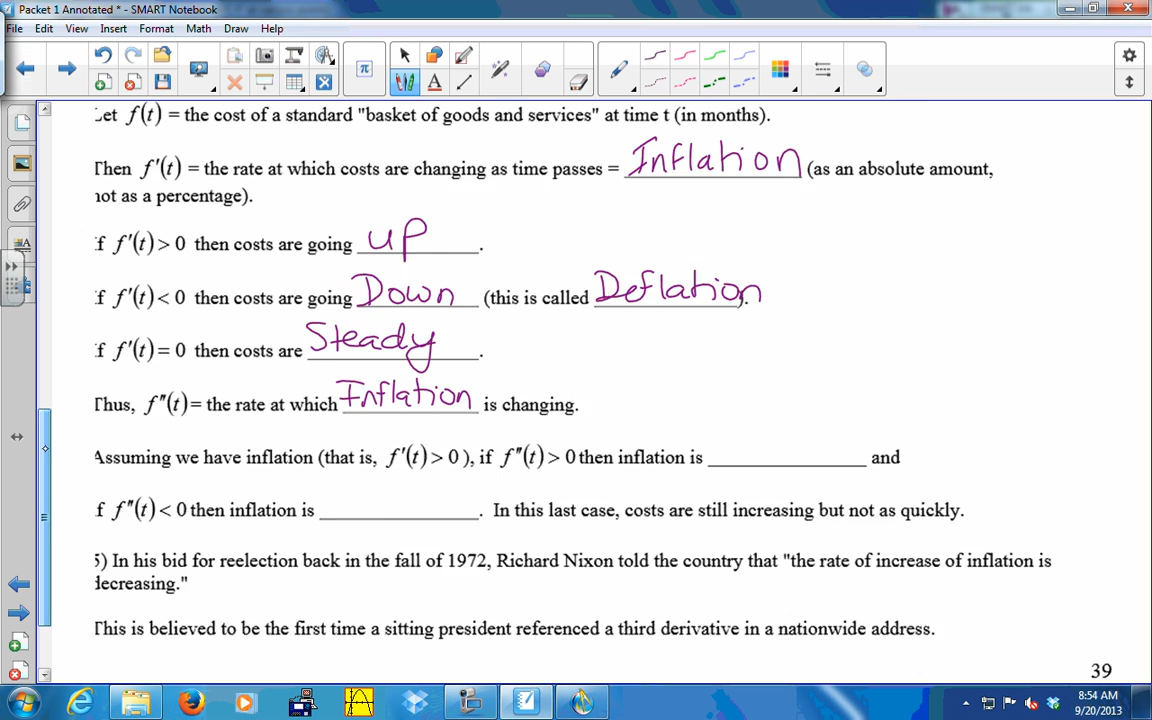 Packet 1 Annotated * - SMART Notebook
File Edit View Insert Format Math Draw Help
π A
Let f(t) = the cost of a standard "basket of goods and services" at time t (in months).
Then f'(t) = the rate at which costs are changing as time passes = Inflation (as an absolute amount,
not as a percentage).
If f'(t) > 0 then costs are going up.
If f'(t) < 0 then costs are going Down (this is called Deflation).
If f'(t) = 0 then costs are Steady.
Thus, f"(t) = the rate at which Inflation is changing.
Assuming we have inflation (that is, f'(t) > 0 ), if f"(t) > 0 then inflation is ________________ and
If f"(t) < 0 then inflation is ________________. In this last case, costs are still increasing but not as quickly.
5) In his bid for reelection back in the fall of 1972, Richard Nixon told the country that "the rate of increase of inflation is
decreasing."
This is believed to be the first time a sitting president referenced a third derivative in a nationwide address.
39
8:54 AM
9/20/2013